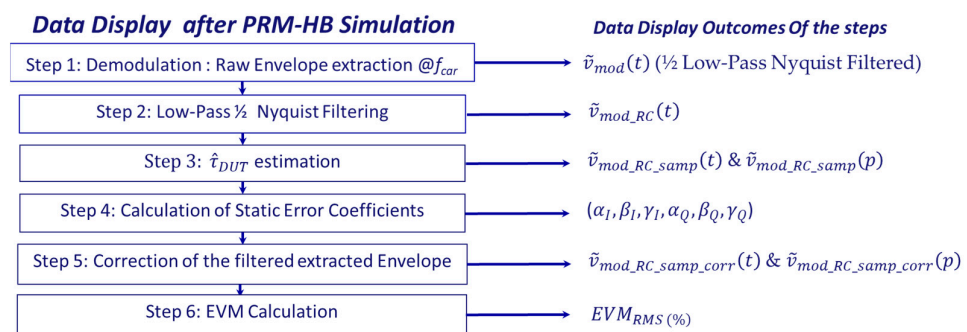 Data Display after PRM-HB Simulation
Data Display Outcomes Of the steps
Step 1: Demodulation : Raw Envelope extraction @f_car
ṽ_mod(t) (½ Low-Pass Nyquist Filtered)
Step 2: Low-Pass ½ Nyquist Filtering
ṽ_mod_RC(t)
Step 3: τ̂_DUT estimation
ṽ_mod_RC_samp(t) & ṽ_mod_RC_samp(p)
Step 4: Calculation of Static Error Coefficients
(α_I, β_I, γ_I, α_Q, β_Q, γ_Q)
Step 5: Correction of the filtered extracted Envelope
ṽ_mod_RC_samp_corr(t) & ṽ_mod_RC_samp_corr(p)
Step 6: EVM Calculation
EVM_RMS (%)